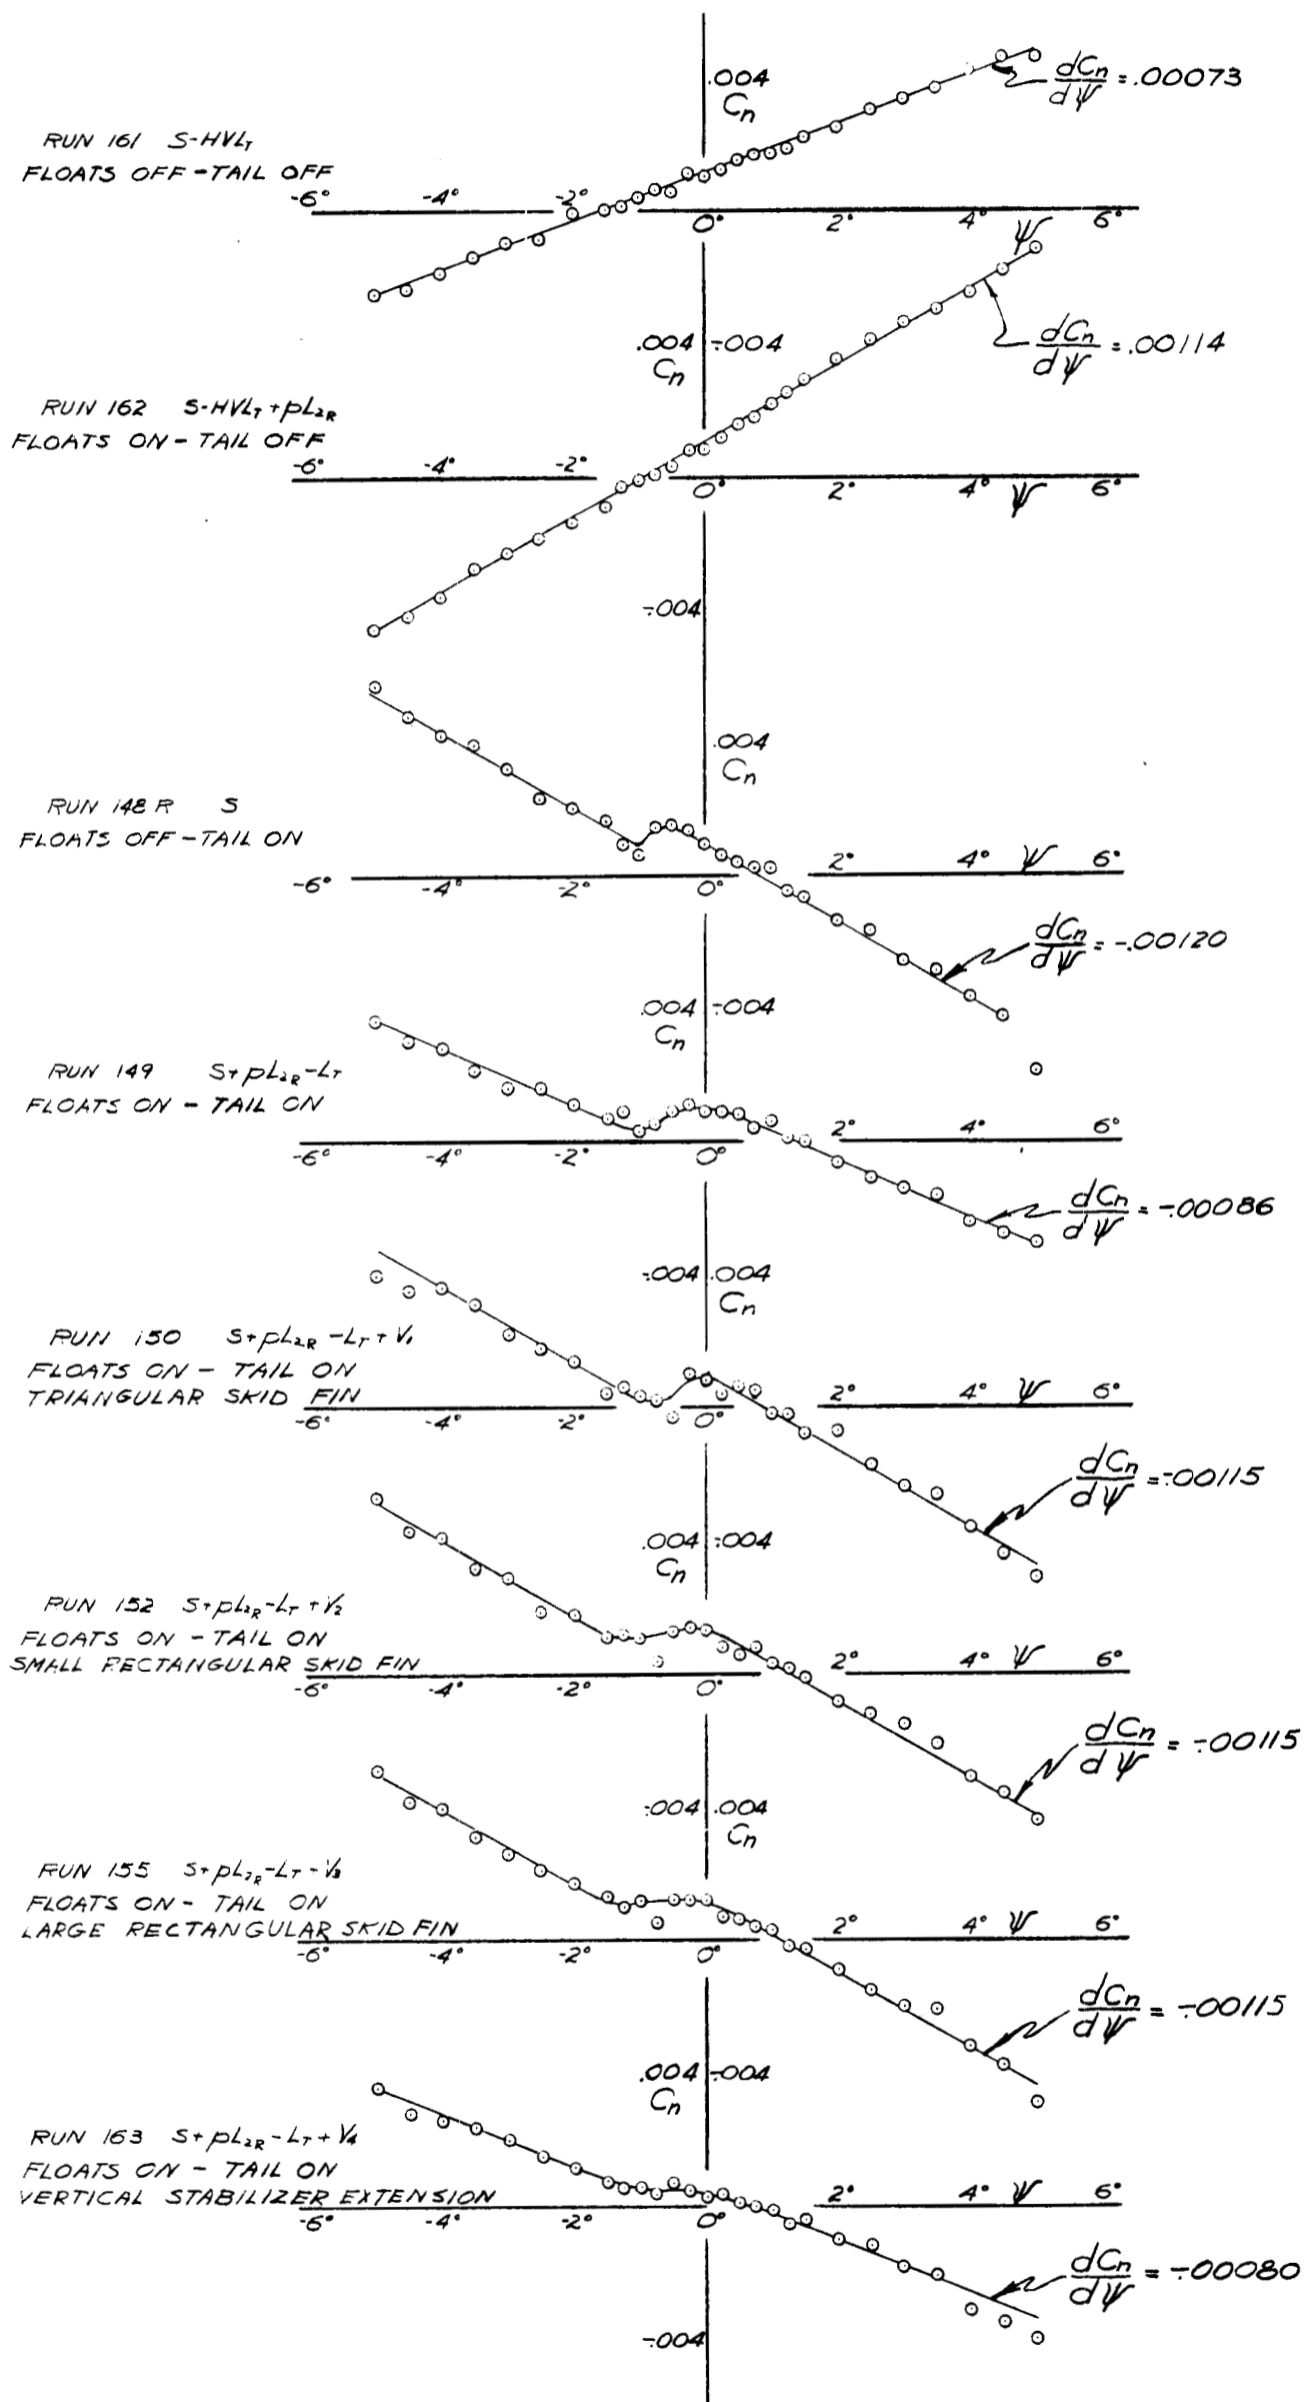 .004
Cn
dCn/dψ = .00073
RUN 161 S-HVLT
FLOATS OFF - TAIL OFF
-6° -4° -2° 0° 2° 4° ψ 6°
.004 -.004
Cn
dCn/dψ = .00114
RUN 162 S-HVLT + pL2R
FLOATS ON - TAIL OFF
-6° -4° -2° 0° 2° 4° ψ 6°
-.004
.004
Cn
RUN 148 R S
FLOATS OFF - TAIL ON
-6° -4° -2° 0° 2° 4° ψ 6°
dCn/dψ = -.00120
.004 -.004
Cn
RUN 149 S+pL2R-LT
FLOATS ON - TAIL ON
-6° -4° -2° 0° 2° 4° 6°
dCn/dψ = -.00086
-.004 .004
Cn
RUN 150 S+pL2R-LT+V1
FLOATS ON - TAIL ON
TRIANGULAR SKID FIN
-6° -4° -2° 0° 2° 4° ψ 6°
dCn/dψ = -.00115
.004 -.004
Cn
RUN 152 S+pL2R-LT+V2
FLOATS ON - TAIL ON
SMALL RECTANGULAR SKID FIN
-6° -4° -2° 0° 2° 4° ψ 6°
dCn/dψ = -.00115
-.004 .004
Cn
RUN 155 S+pL2R-LT-V3
FLOATS ON - TAIL ON
LARGE RECTANGULAR SKID FIN
-6° -4° -2° 0° 2° 4° ψ 6°
dCn/dψ = -.00115
.004 -.004
Cn
RUN 163 S+pL2R-LT+V4
FLOATS ON - TAIL ON
VERTICAL STABILIZER EXTENSION
-6° -4° -2° 0° 2° 4° ψ 6°
dCn/dψ = -.00080
-.004